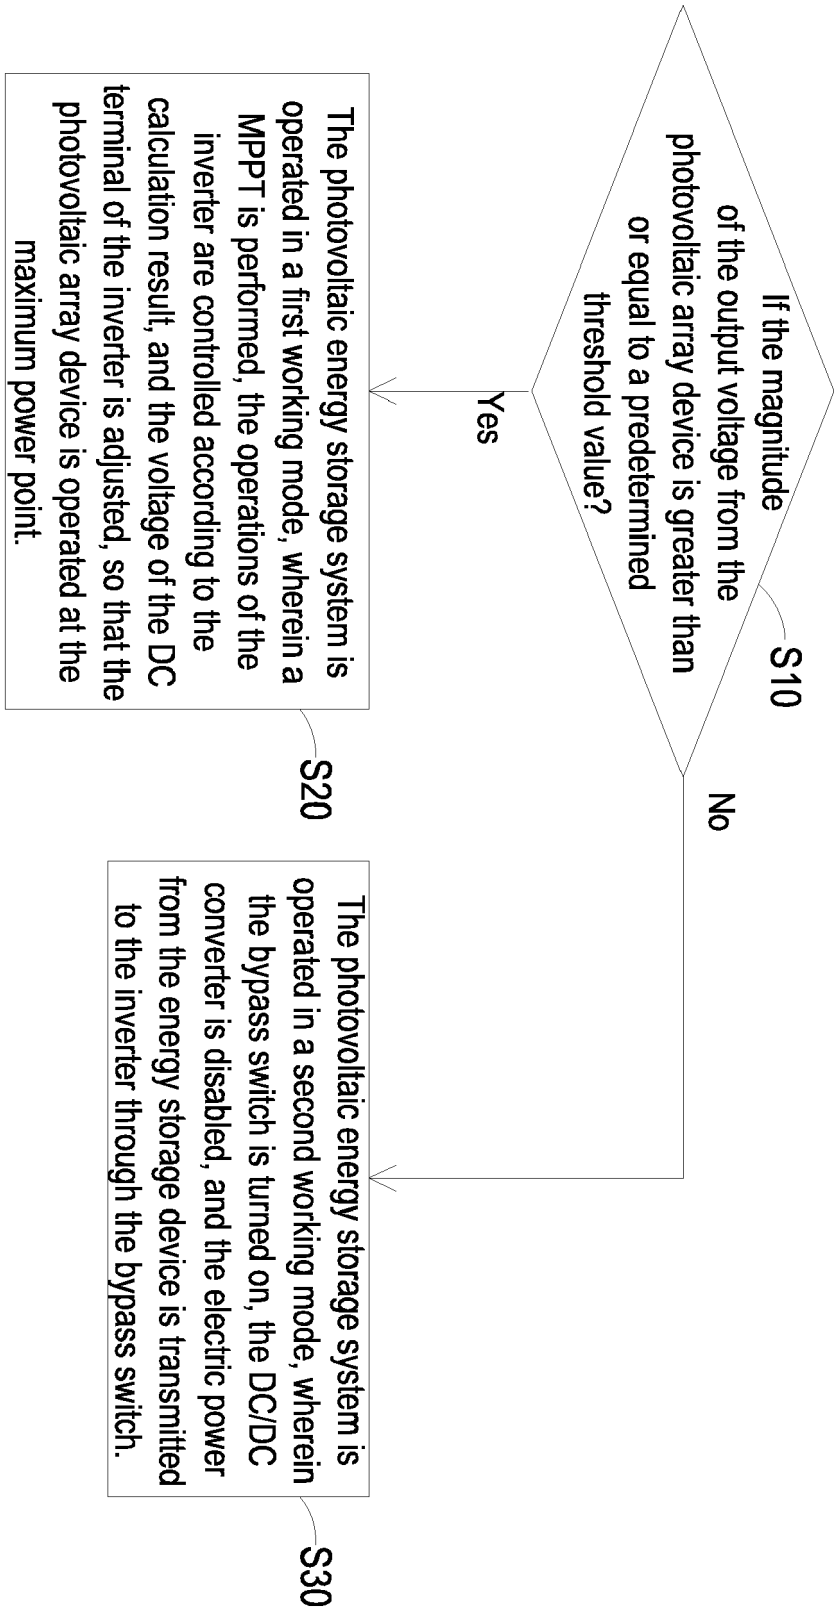 If the magnitude
of the output voltage from the
photovoltaic array device is greater than
or equal to a predetermined
threshold value?
S10
Yes
No
The photovoltaic energy storage system is
operated in a first working mode, wherein a
MPPT is performed, the operations of the
inverter are controlled according to the
calculation result, and the voltage of the DC
terminal of the inverter is adjusted, so that the
photovoltaic array device is operated at the
maximum power point.
S20
The photovoltaic energy storage system is
operated in a second working mode, wherein
the bypass switch is turned on, the DC/DC
converter is disabled, and the electric power
from the energy storage device is transmitted
to the inverter through the bypass switch.
S30